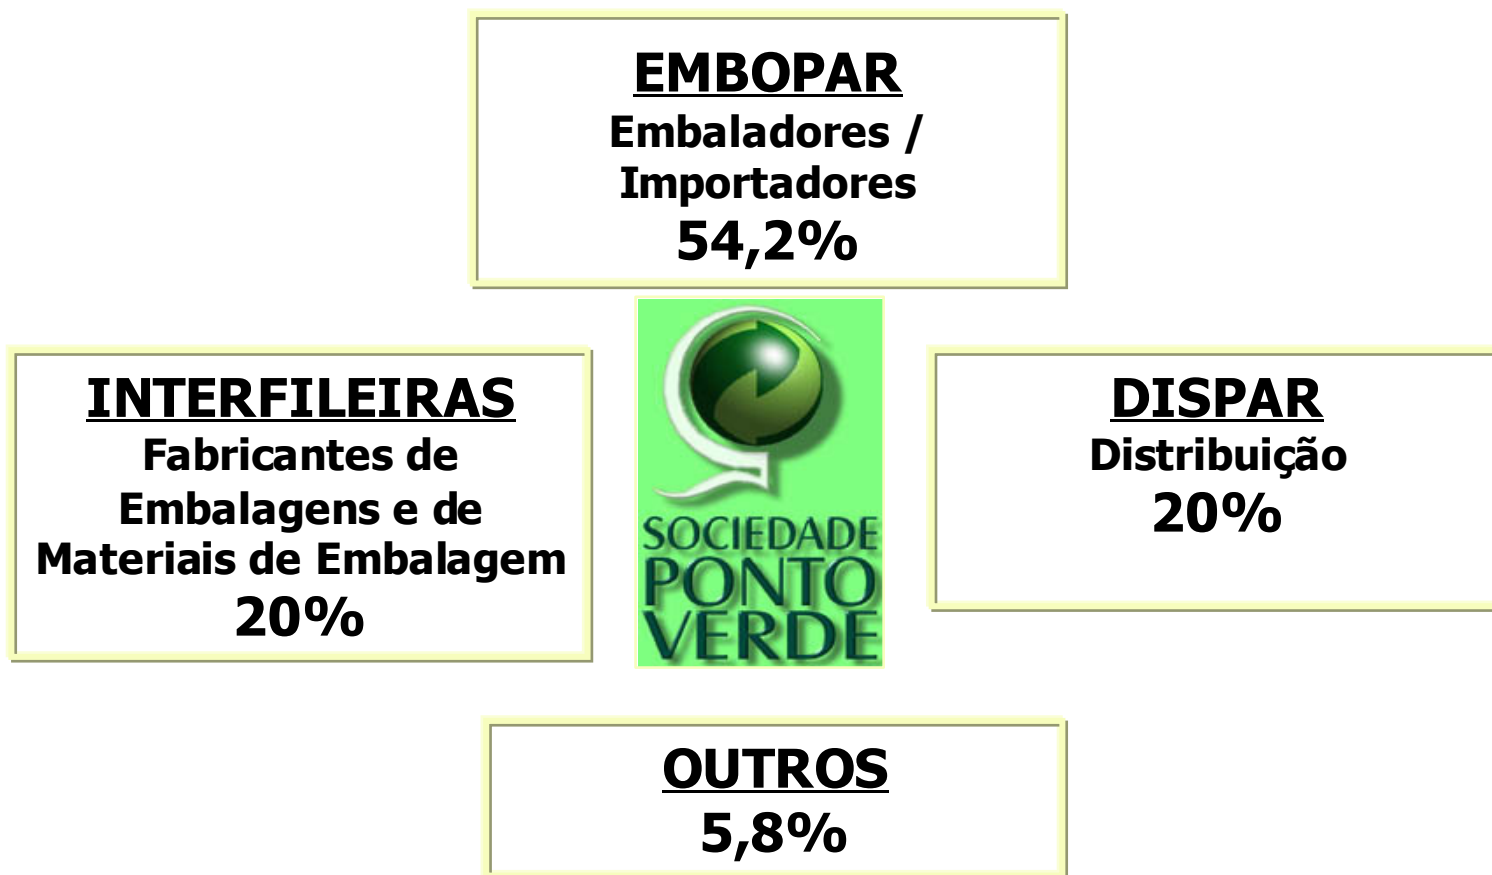 EMBOPAR
Embaladores /
Importadores
54,2%
INTERFILEIRAS
Fabricantes de
Embalagens e de
Materiais de Embalagem
20%
SOCIEDADE
PONTO
VERDE
DISPAR
Distribuição
20%
OUTROS
5,8%